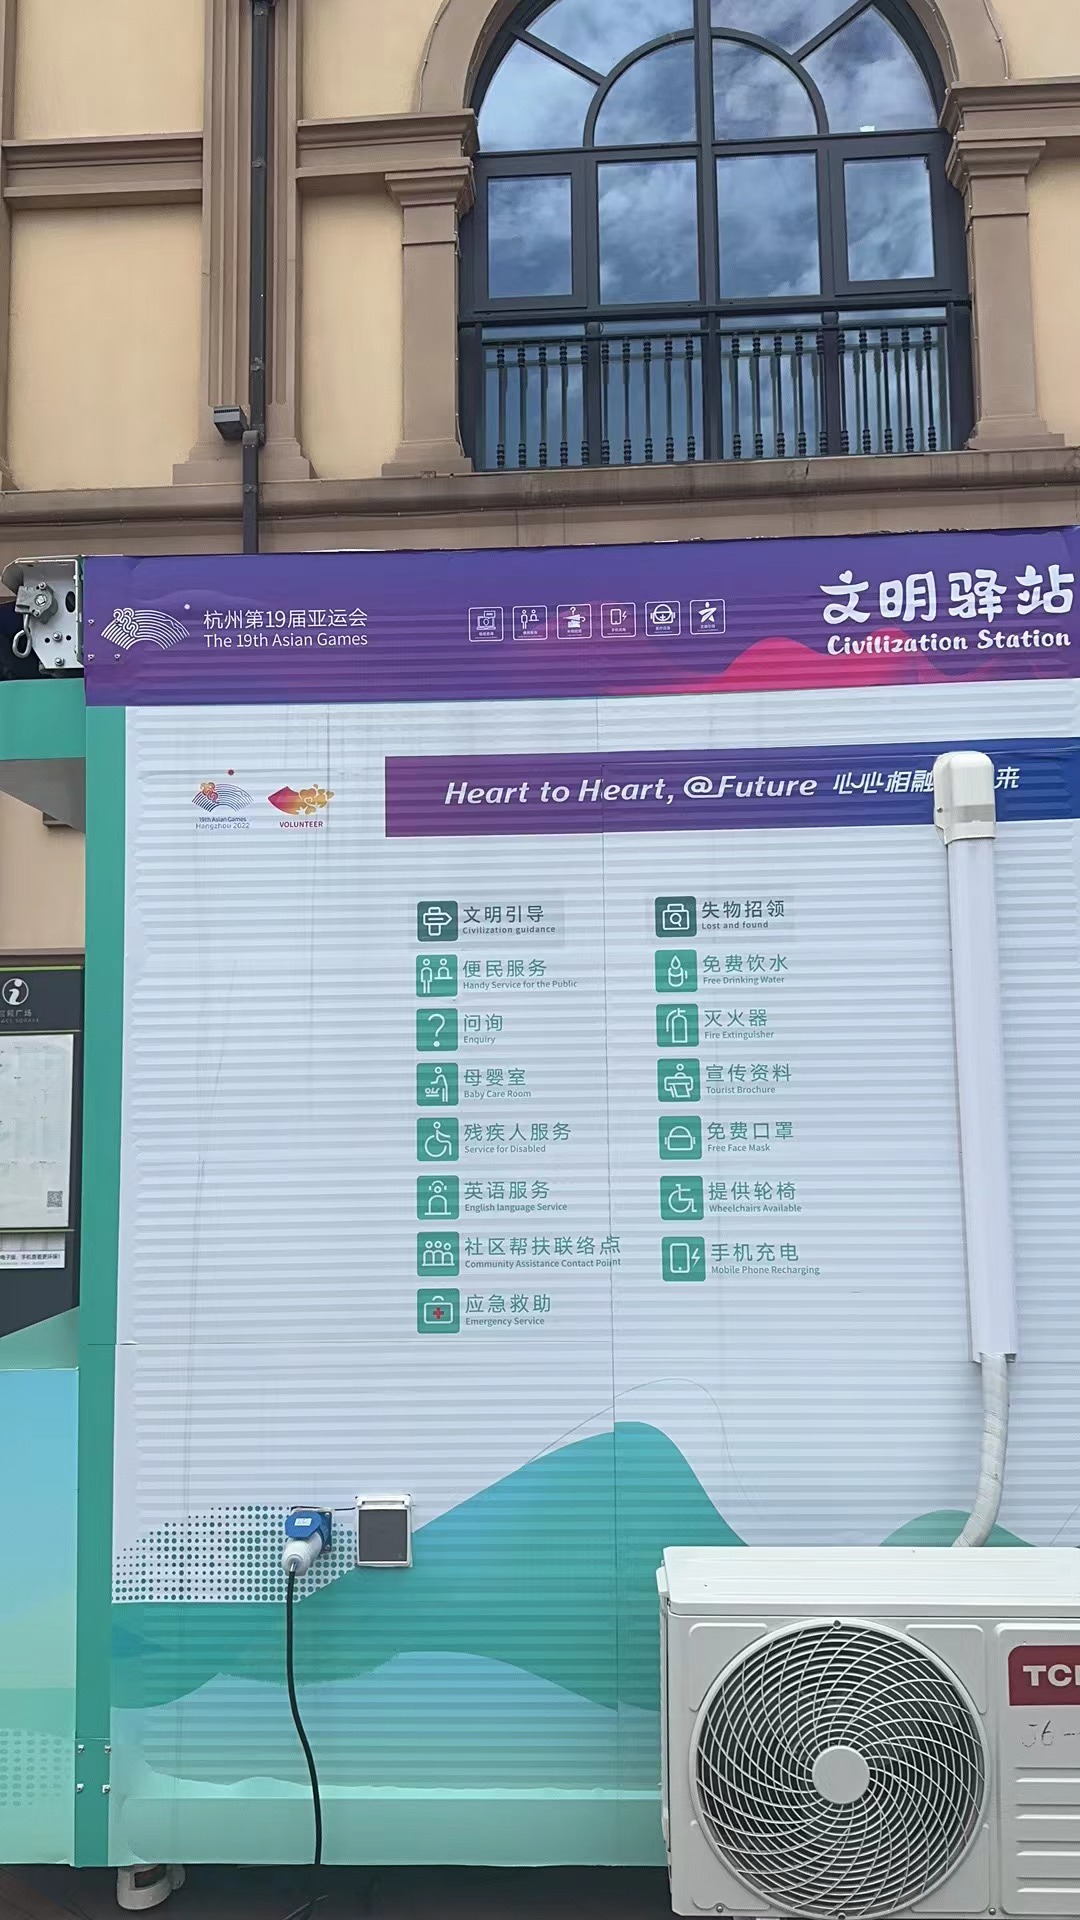 杭州第19届亚运会
The 19th Asian Games
文明驿站
Civilization Station
19th Asian Games
Hangzhou 2022
VOLUNTEER
Heart to Heart, @Future 心心相融 来
文明引导
Civilization guidance
便民服务
Handy Service for the Public
问询
Enquiry
母婴室
Baby Care Room
残疾人服务
Service for Disabled
英语服务
English language Service
社区帮扶联络点
Community Assistance Contact Point
应急救助
Emergency Service
失物招领
Lost and found
免费饮水
Free Drinking Water
灭火器
Fire Extinguisher
宣传资料
Tourist Brochure
免费口罩
Free Face Mask
提供轮椅
Wheelchairs Available
手机充电
Mobile Phone Recharging
TCL
J6